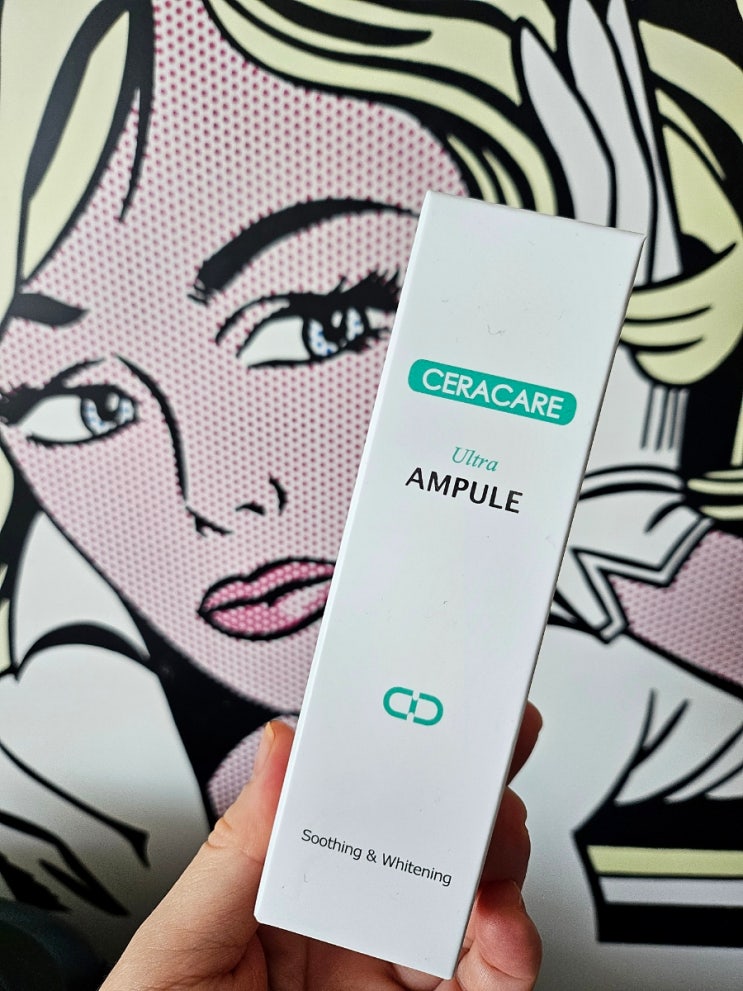 CERACARE
Ultra
AMPULE
Soothing & Whitening